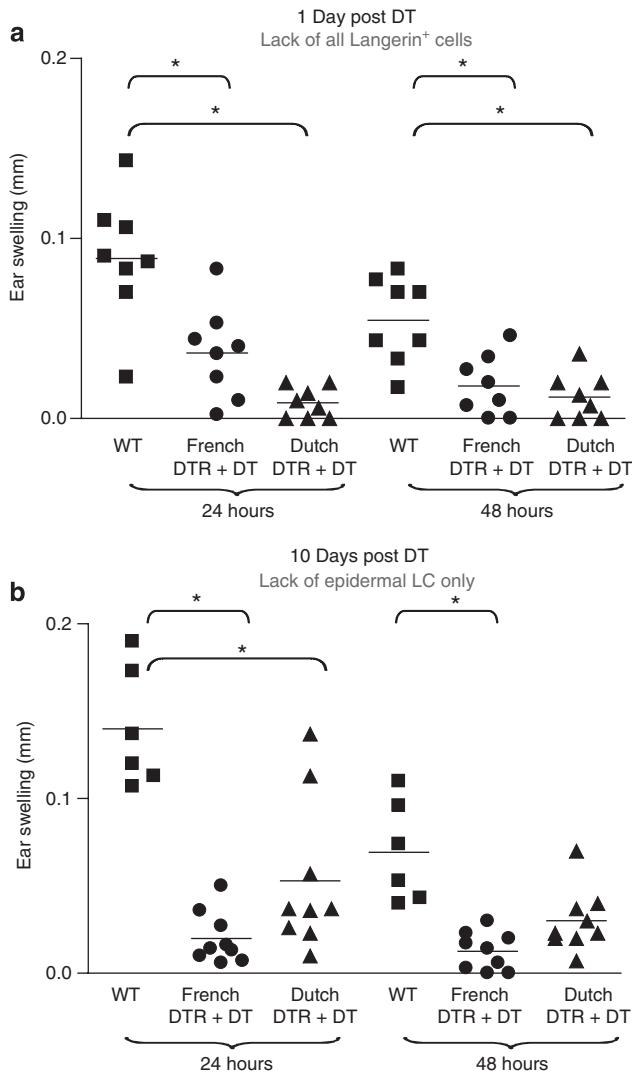 a
1 Day post DT
Lack of all Langerin⁺ cells
Ear swelling (mm)
0.2
0.1
0.0
* *
* *
WT French DTR + DT Dutch DTR + DT WT French DTR + DT Dutch DTR + DT
24 hours 48 hours
b
10 Days post DT
Lack of epidermal LC only
Ear swelling (mm)
0.2
0.1
0.0
* *
*
WT French DTR + DT Dutch DTR + DT WT French DTR + DT Dutch DTR + DT
24 hours 48 hours